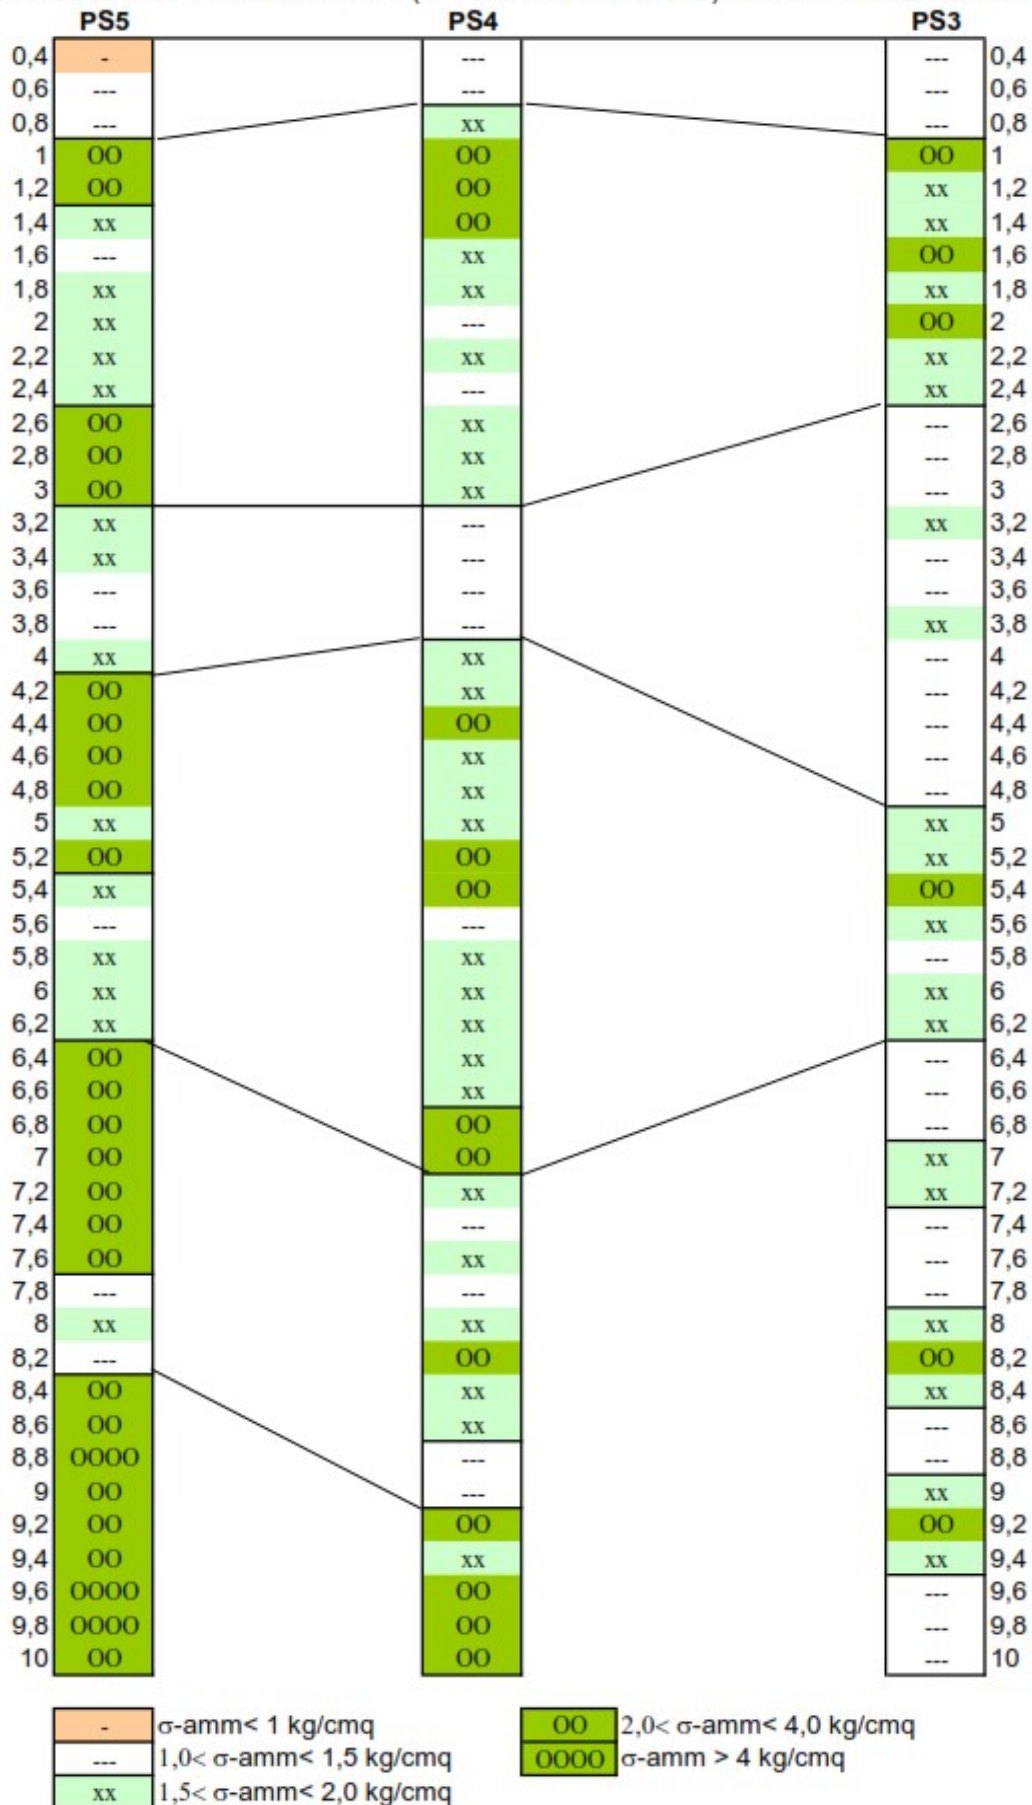 PS5 PS4 PS3
0,4 - --- --- 0,4
0,6 --- --- --- 0,6
0,8 --- xx --- 0,8
1 OO OO OO 1
1,2 OO OO xx 1,2
1,4 xx OO xx 1,4
1,6 --- xx OO 1,6
1,8 xx xx xx 1,8
2 xx --- OO 2
2,2 xx xx xx 2,2
2,4 xx --- xx 2,4
2,6 OO xx --- 2,6
2,8 OO xx --- 2,8
3 OO xx --- 3
3,2 xx --- xx 3,2
3,4 xx --- --- 3,4
3,6 --- --- --- 3,6
3,8 --- --- xx 3,8
4 xx xx --- 4
4,2 OO xx --- 4,2
4,4 OO OO --- 4,4
4,6 OO xx --- 4,6
4,8 OO xx --- 4,8
5 xx xx xx 5
5,2 OO OO xx 5,2
5,4 xx OO OO 5,4
5,6 --- --- xx 5,6
5,8 xx xx --- 5,8
6 xx xx xx 6
6,2 xx xx xx 6,2
6,4 OO xx --- 6,4
6,6 OO xx --- 6,6
6,8 OO OO --- 6,8
7 OO OO xx 7
7,2 OO xx xx 7,2
7,4 OO --- --- 7,4
7,6 OO xx --- 7,6
7,8 --- --- --- 7,8
8 xx xx xx 8
8,2 --- OO OO 8,2
8,4 OO xx xx 8,4
8,6 OO xx --- 8,6
8,8 OOOO --- --- 8,8
9 OO --- xx 9
9,2 OO OO OO 9,2
9,4 OO xx xx 9,4
9,6 OOOO OO --- 9,6
9,8 OOOO OO --- 9,8
10 OO OO --- 10
- σ-amm< 1 kg/cmq OO 2,0< σ-amm< 4,0 kg/cmq
--- 1,0< σ-amm< 1,5 kg/cmq OOOO σ-amm > 4 kg/cmq
xx 1,5< σ-amm< 2,0 kg/cmq